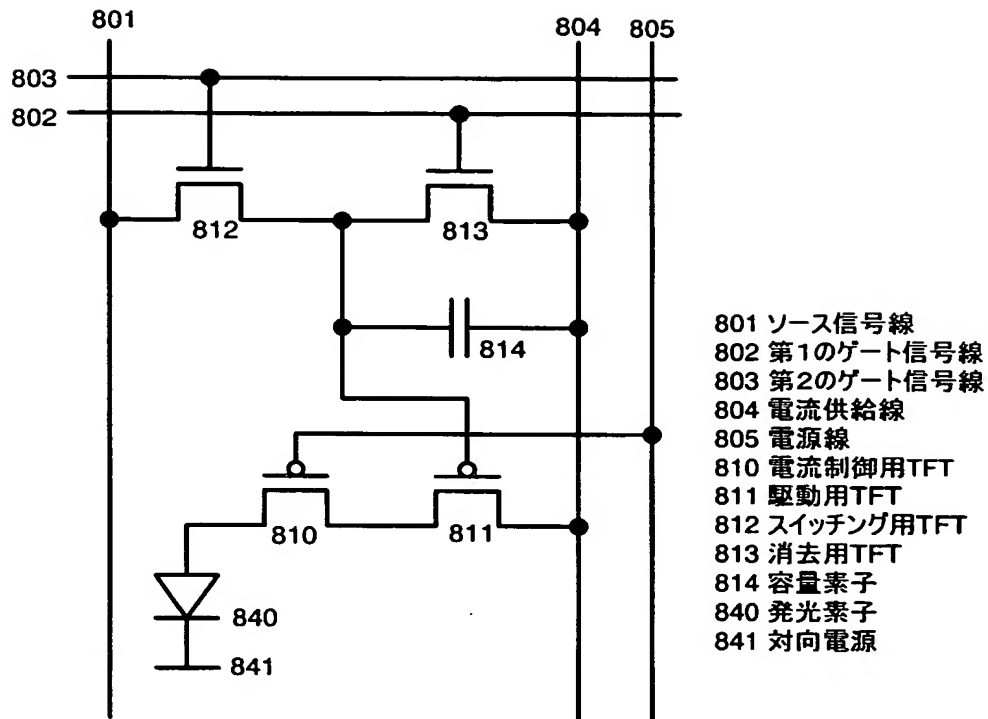 801
804 805
803
802
812
813
814
810
811
840
841
801 ソース信号線
802 第1のゲート信号線
803 第2のゲート信号線
804 電流供給線
805 電源線
810 電流制御用TFT
811 駆動用TFT
812 スイッチング用TFT
813 消去用TFT
814 容量素子
840 発光素子
841 対向電源